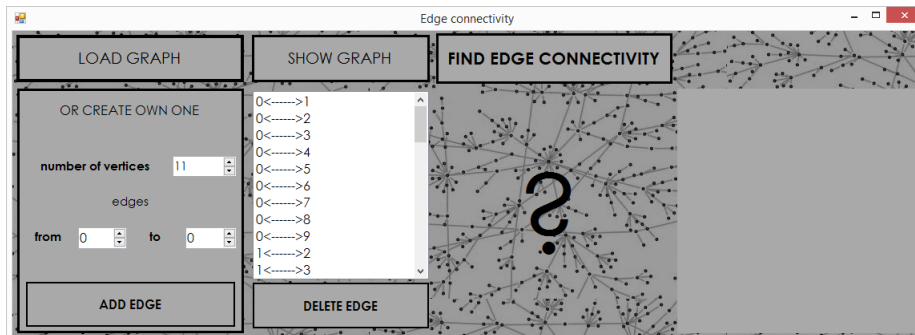 Edge connectivity
LOAD GRAPH
SHOW GRAPH
FIND EDGE CONNECTIVITY
OR CREATE OWN ONE
number of vertices 11
edges
from 0 to 0
ADD EDGE
0<------>1
0<------>2
0<------>3
0<------>4
0<------>5
0<------>6
0<------>7
0<------>8
0<------>9
1<------>2
1<------>3
DELETE EDGE
?